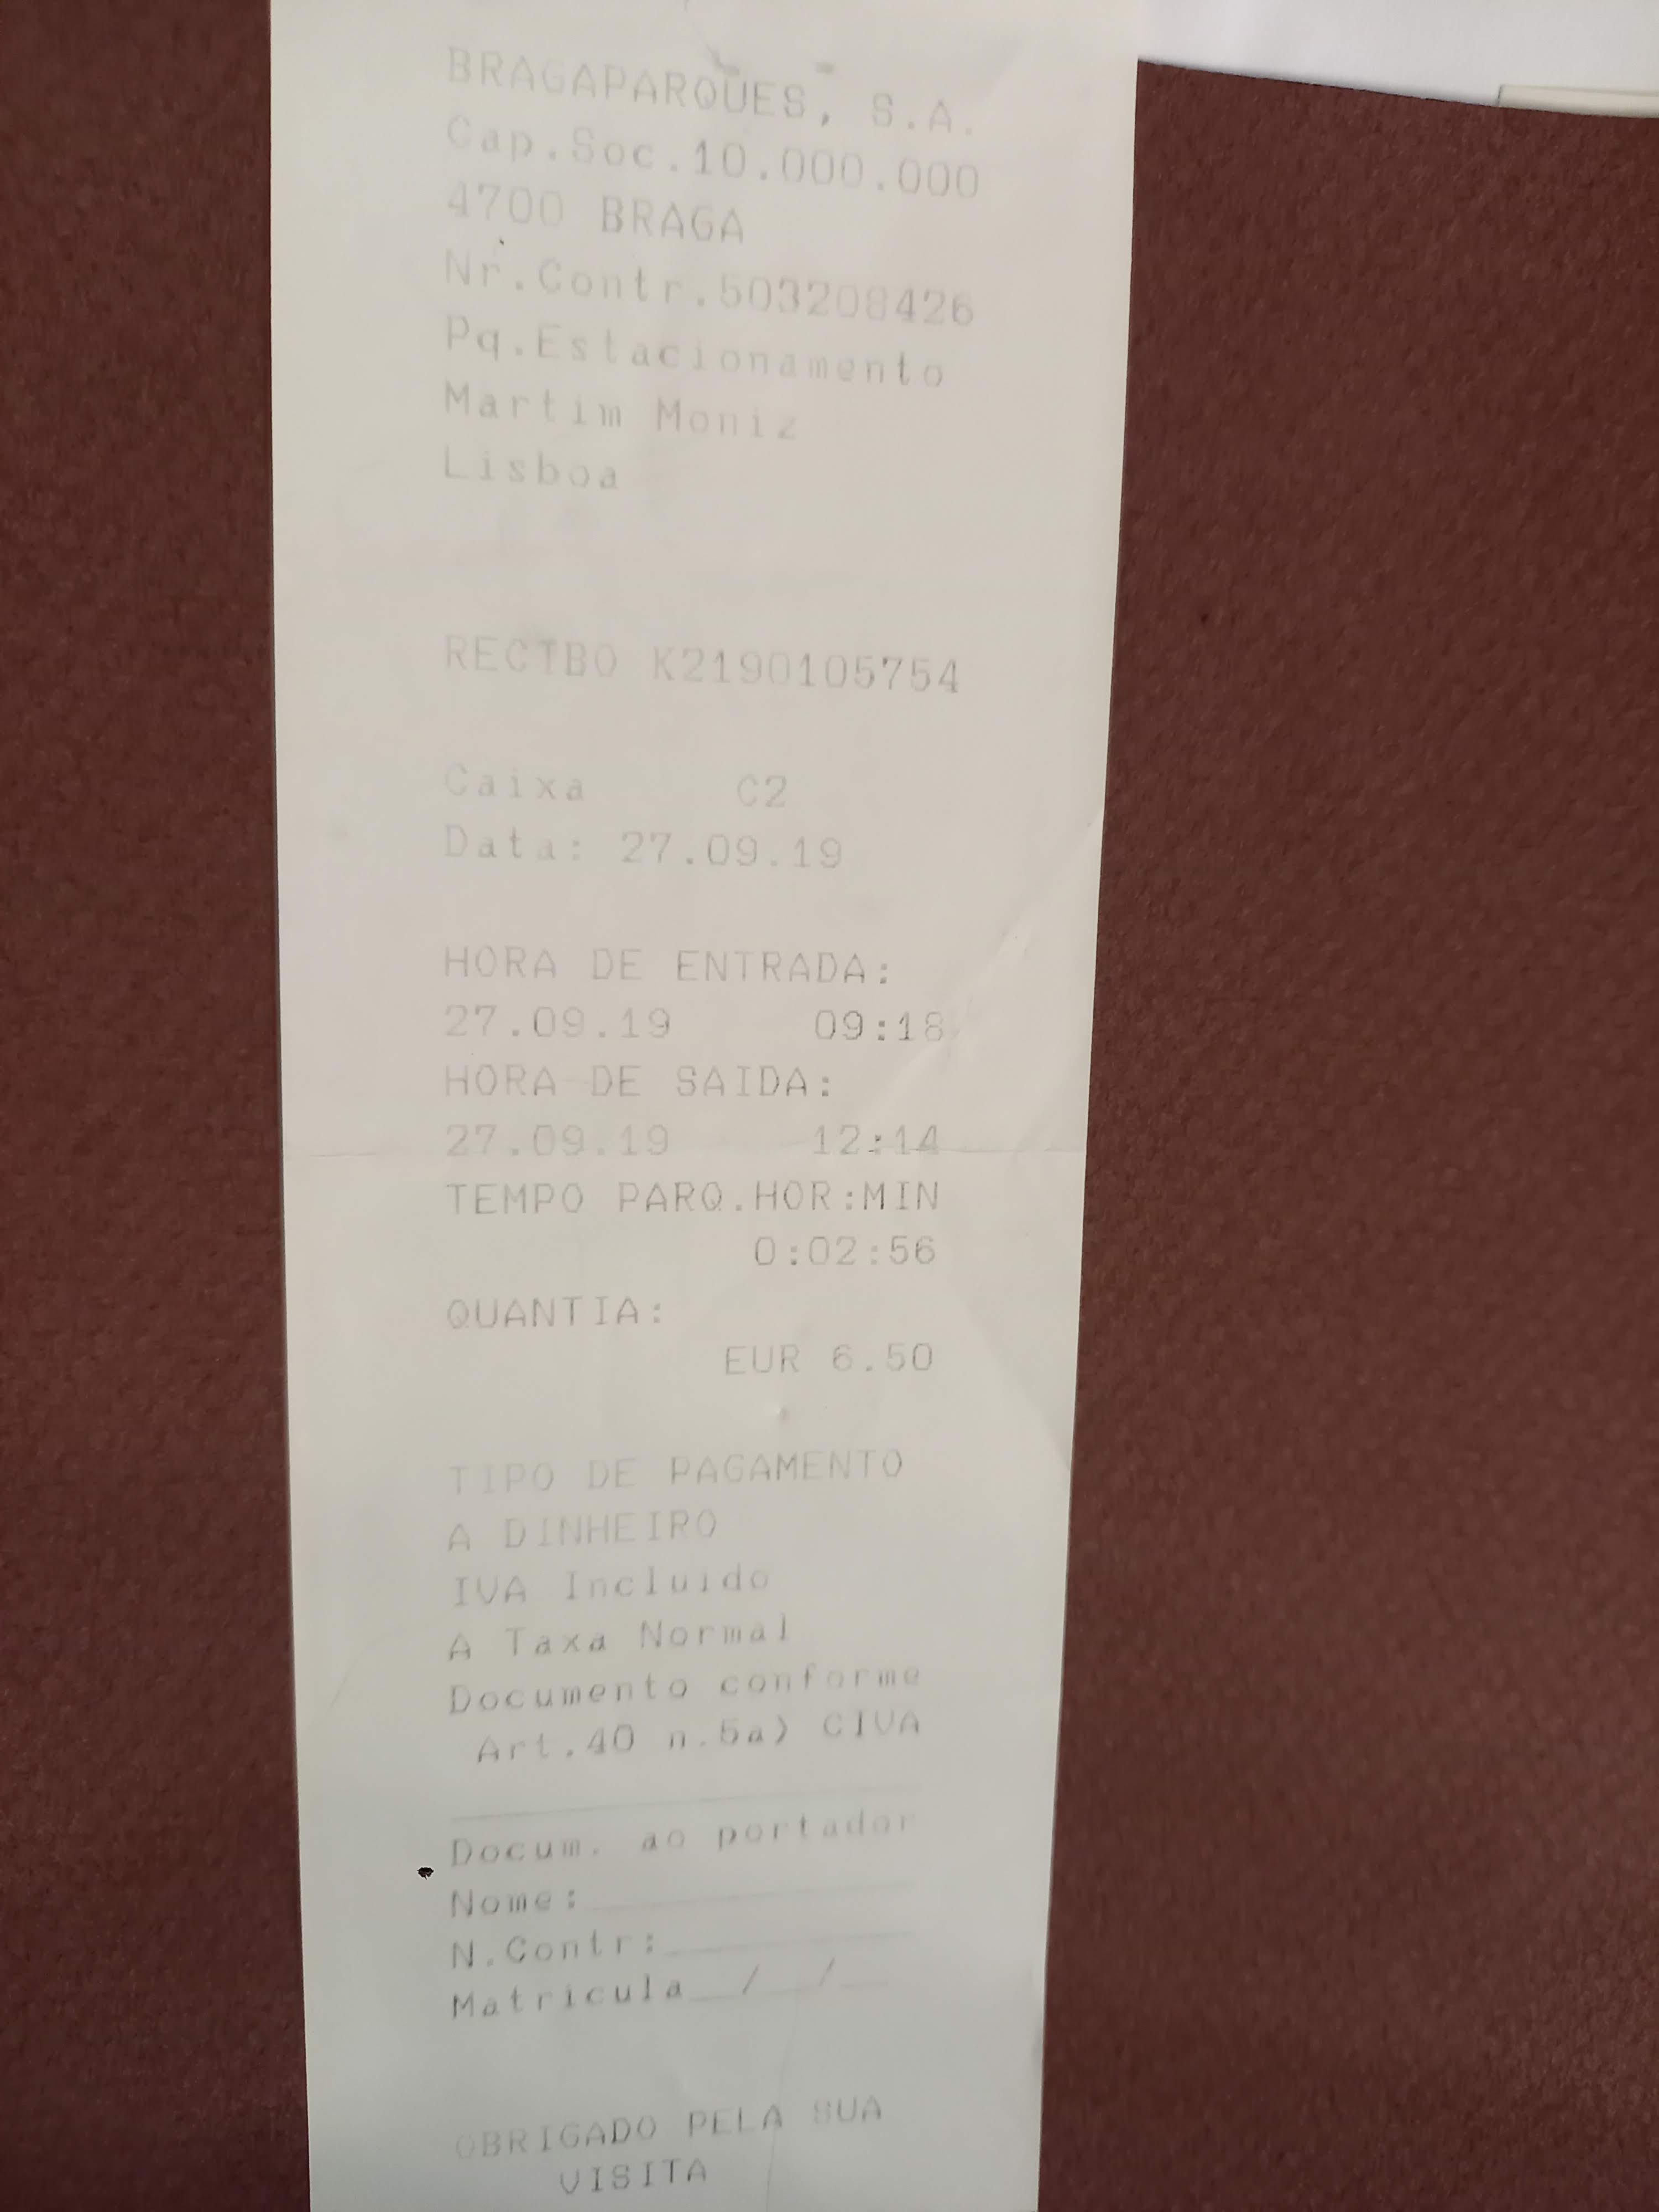 BRAGAPARQUES, S.A.
Cap.Soc.10.000.000
4700 BRAGA
Nr.Contr.503208426
Pq.Estacionamento
Martim Moniz
Lisboa
RECIBO K2190105754
Caixa C2
Data: 27.09.19
HORA DE ENTRADA:
27.09.19 09:18
HORA DE SAIDA:
27.09.19 12:14
TEMPO PARQ.HOR:MIN
0:02:56
QUANTIA:
EUR 6.50
TIPO DE PAGAMENTO
A DINHEIRO
IVA Incluido
A Taxa Normal
Documento conforme
Art.40 n.5a) CIVA
Docum. ao portador
Nome:
N.Contr:
Matricula__/__/__
OBRIGADO PELA SUA
VISITA